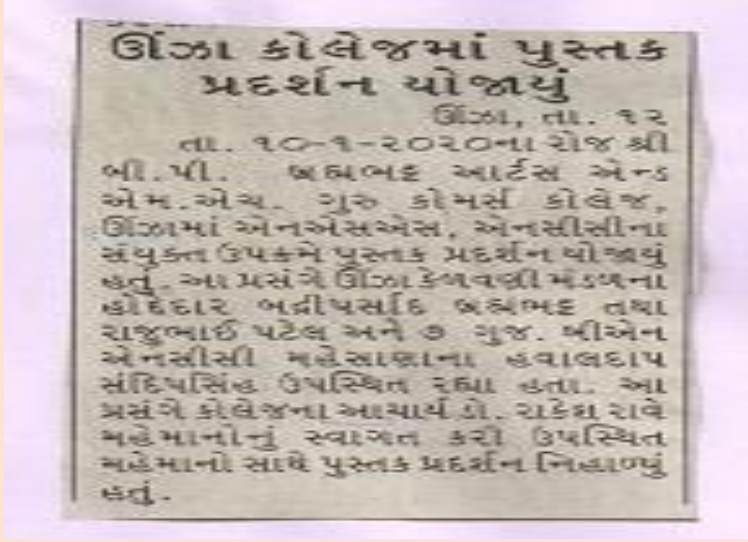 ઊંઝા કોલેજમાં પુસ્તક
પ્રદર્શન યોજાયું
ઊંઝા, તા. ૧૨
તા. ૧૦-૧-૨૦૨૦ના રોજ શ્રી
બી.પી. બ્રહ્મભટ્ટ આર્ટસ એન્ડ
એમ.એચ. ગુરુ કોમર્સ કોલેજ,
ઊંઝામાં એનએસએસ, એનસીસીના
સંયુક્ત ઉપક્રમે પુસ્તક પ્રદર્શન યોજાયું
હતું. આ પ્રસંગે ઊંઝા કેળવણી મંડળના
હોદેદાર બદ્રીપર્સાદ બ્રહ્મભટ્ટ તથા
રાજુભાઈ પટેલ અને ૭ ગુજ. બીએન
એનસીસી મહેસાણાના હવાલદાપ
સંદિપસિંહ ઉપસ્થિત રહ્યા હતા. આ
પ્રસંગે કોલેજના આચાર્ય ડો. રાકેશ રાવે
મહેમાનોનું સ્વાગત કરી ઉપસ્થિત
મહેમાનો સાથે પુસ્તક પ્રદર્શન નિહાળ્યું
હતું.